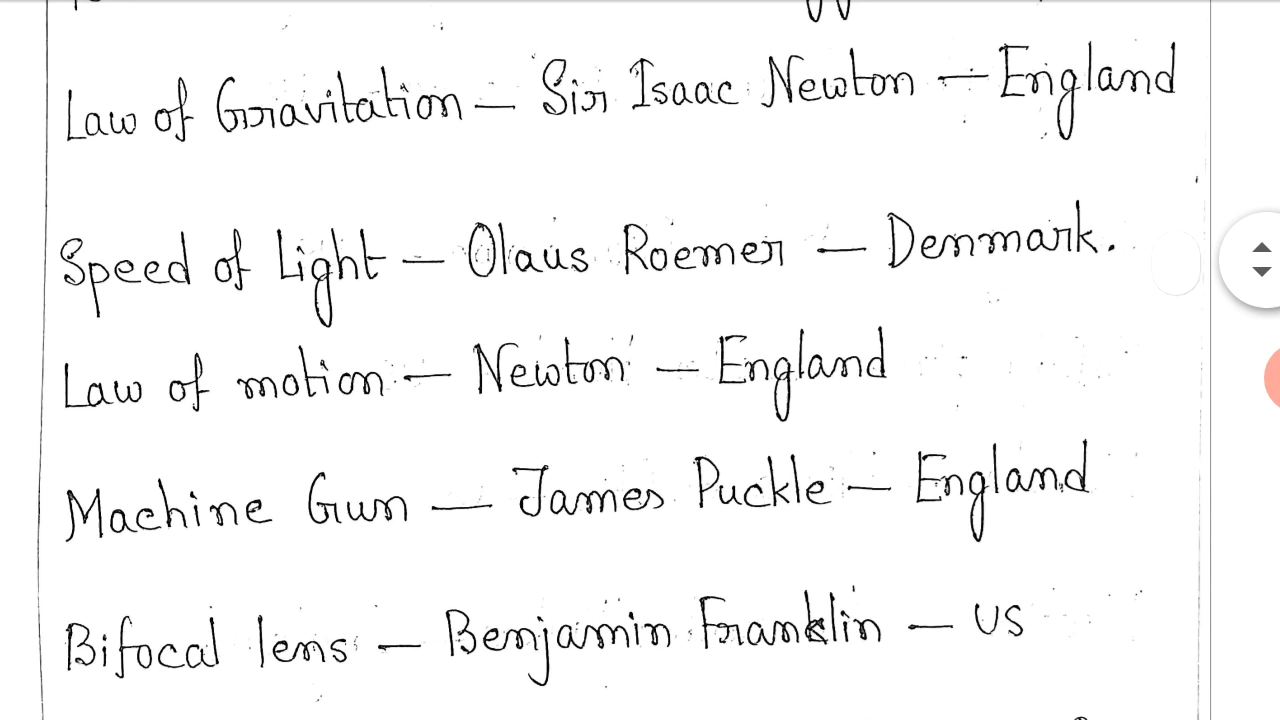 Law of Gravitation — Sir Isaac Newton — England
Speed of Light — Olaus Roemer — Denmark.
Law of motion — Newton — England
Machine Gun — James Puckle — England
Bifocal lens — Benjamin Franklin — US